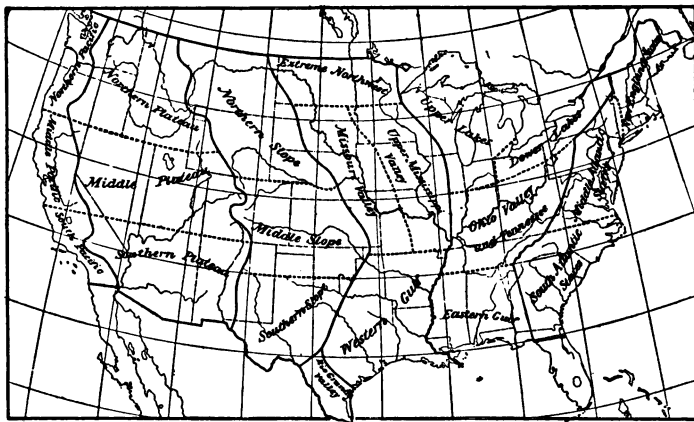 Northern Pacific
Middle Pacific
South Pacific
Northern Plateau
Middle Plateau
Southern Plateau
Northern Slope
Middle Slope
Southern Slope
Extreme Northwest
Missouri Valley
Upper Mississippi
Valley
Upper Lakes
Lower Lakes
Ohio Valley
and Tennessee
Western Gulf
Eastern Gulf
Rio Grande
Valley
South Atlantic
States
Middle Atlantic
States
New England States